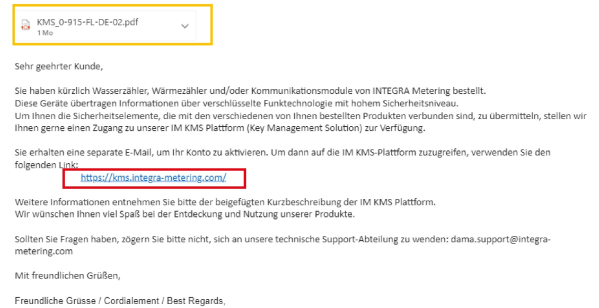 KMS_0-915-FL-DE-02.pdf
1 Mo
Sehr geehrter Kunde,
Sie haben kürzlich Wasserzähler, Wärmezähler und/oder Kommunikationsmodule von INTEGRA Metering bestellt.
Diese Geräte übertragen Informationen über verschlüsselte Funktechnologie mit hohem Sicherheitsniveau.
Um Ihnen die Sicherheitselemente, die mit den verschiedenen von Ihnen bestellten Produkten verbunden sind, zu übermitteln, stellen wir
Ihnen gerne einen Zugang zu unserer IM KMS Plattform (Key Management Solution) zur Verfügung.
Sie erhalten eine separate E-Mail, um Ihr Konto zu aktivieren. Um dann auf die IM KMS-Plattform zuzugreifen, verwenden Sie den
folgenden Link:
https://kms.integra-metering.com/
Weitere Informationen entnehmen Sie bitte der beigefügten Kurzbeschreibung der IM KMS Plattform.
Wir wünschen Ihnen viel Spaß bei der Entdeckung und Nutzung unserer Produkte.
Sollten Sie Fragen haben, zögern Sie bitte nicht, sich an unsere technische Support-Abteilung zu wenden: dama.support@integra-
metering.com
Mit freundlichen Grüßen,
Freundliche Grüsse / Cordialement / Best Regards,